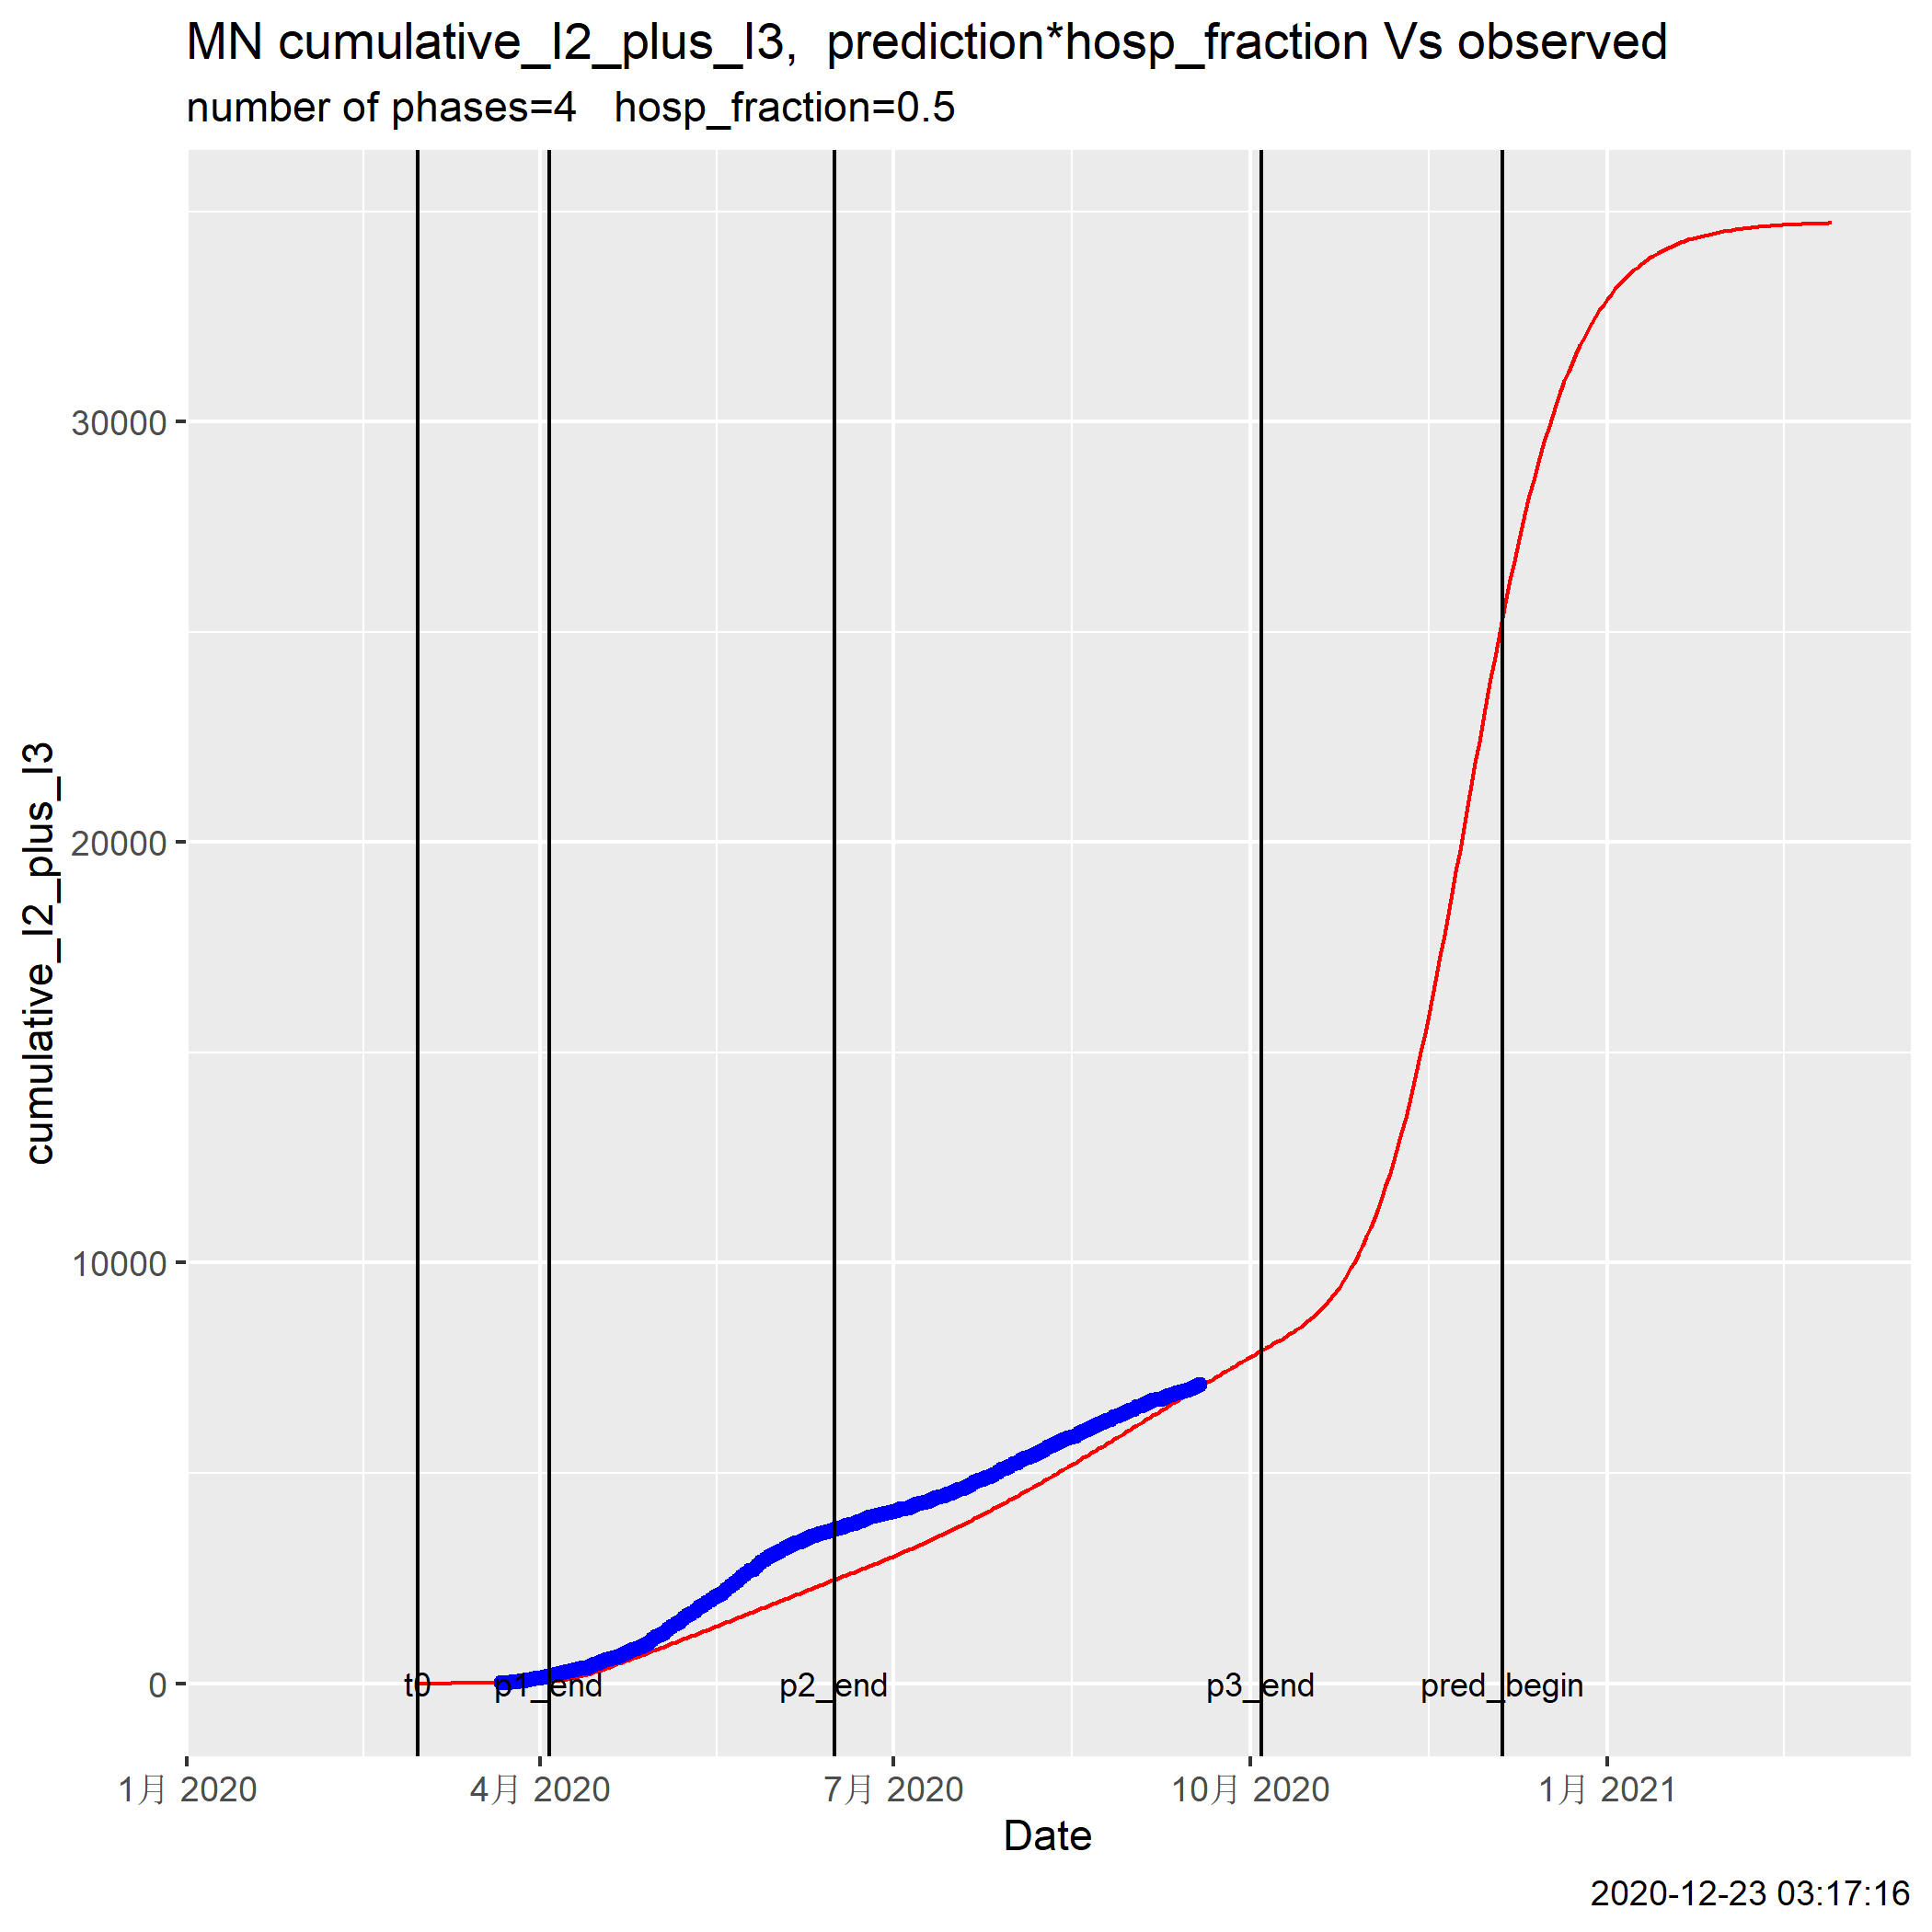 MN cumulative_I2_plus_I3,  prediction*hosp_fraction Vs observed
number of phases=4   hosp_fraction=0.5
cumulative_I2_plus_I3
30000
20000
10000
0
t0
p1_end
p2_end
p3_end
pred_begin
1月 2020
4月 2020
7月 2020
10月 2020
1月 2021
Date
2020-12-23 03:17:16